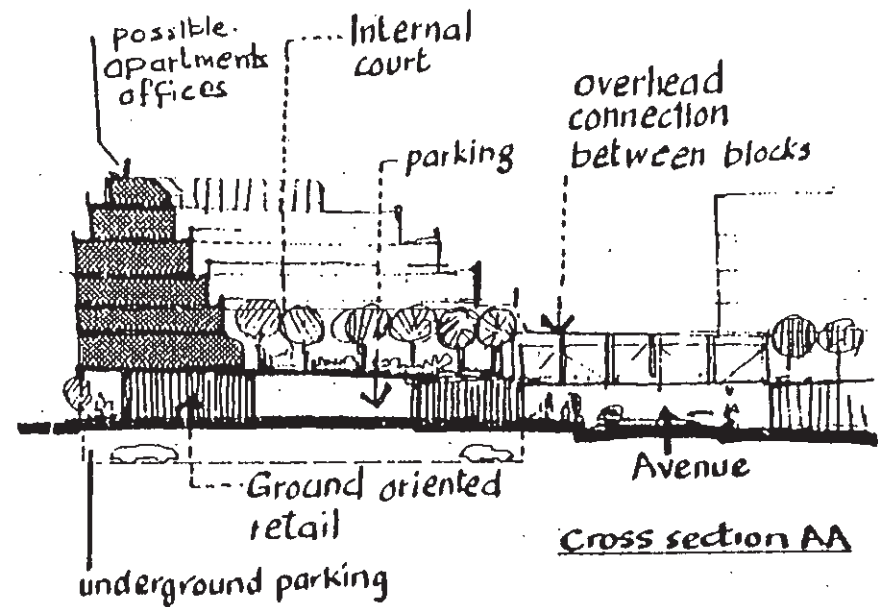 possible.
apartments
offices
Internal
court
parking
overhead
connection
between blocks
Avenue
Ground oriented
retail
underground parking
Cross section AA